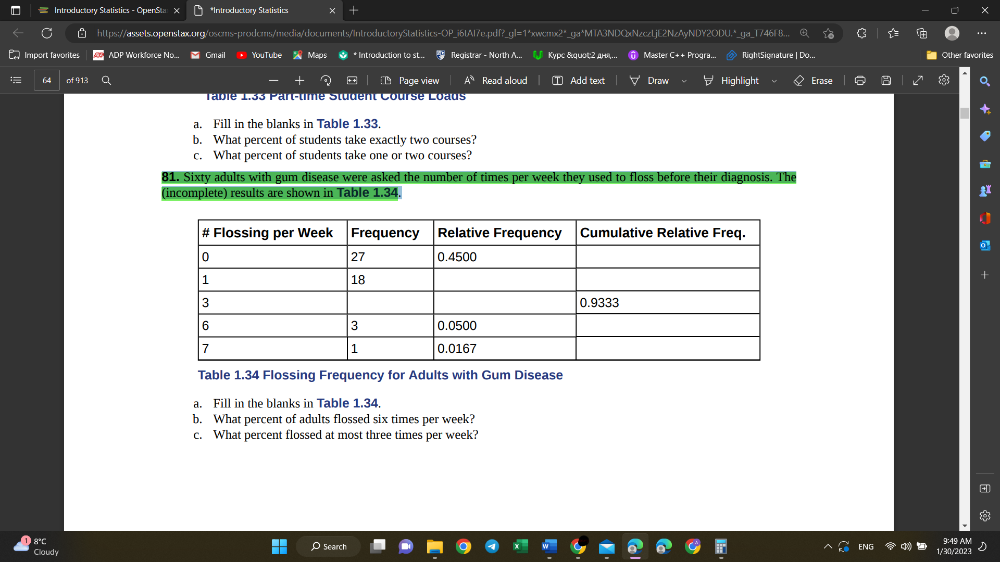 Introductory Statistics - OpenSta
*Introductory Statistics
https://assets.openstax.org/oscms-prodcms/media/documents/IntroductoryStatistics-OP_i6tAI7e.pdf?_gl=1*xwcmx2*_ga*MTA3NDQxNzczLjE2NzAyNDY2ODU.*_ga_T746F8...
Import favorites
ADP Workforce No...
Gmail
YouTube
Maps
* Introduction to st...
Registrar - North A...
Курс &quot;2 дня,...
Master C++ Progra...
RightSignature | Do...
Other favorites
64 of 913
Page view
Read aloud
Add text
Draw
Highlight
Erase
Table 1.33 Part-time Student Course Loads
a. Fill in the blanks in Table 1.33.
b. What percent of students take exactly two courses?
c. What percent of students take one or two courses?
81. Sixty adults with gum disease were asked the number of times per week they used to floss before their diagnosis. The
(incomplete) results are shown in Table 1.34.
# Flossing per Week Frequency Relative Frequency Cumulative Relative Freq.
0 27 0.4500
1 18
3 0.9333
6 3 0.0500
7 1 0.0167
Table 1.34 Flossing Frequency for Adults with Gum Disease
a. Fill in the blanks in Table 1.34.
b. What percent of adults flossed six times per week?
c. What percent flossed at most three times per week?
1
8°C
Cloudy
Search
ENG
9:49 AM
1/30/2023